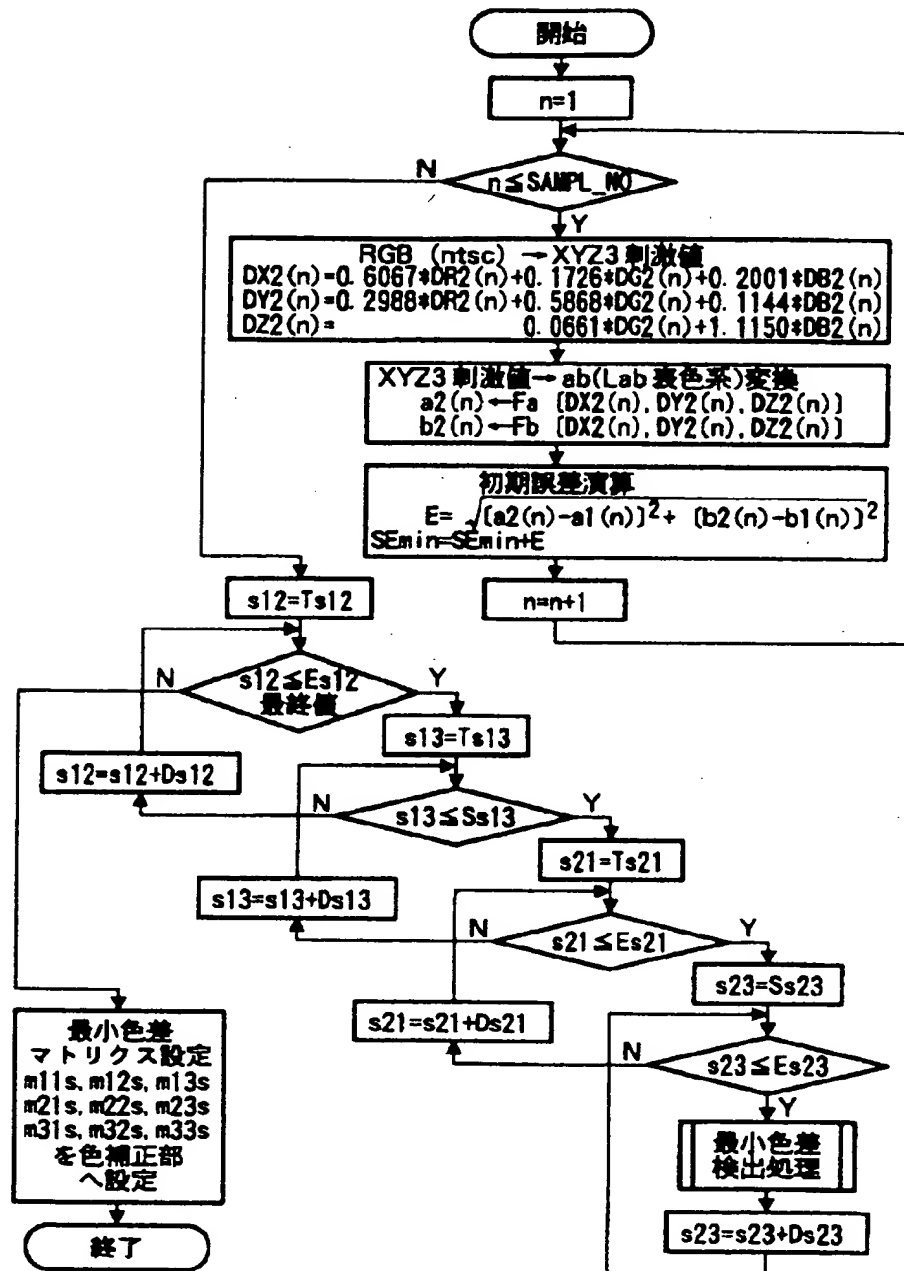 開始
n=1
n≦SAMPL_NO
N
Y
RGB (ntsc) →XYZ3刺激値
DX2(n)=0.6067*DR2(n)+0.1726*DG2(n)+0.2001*DB2(n)
DY2(n)=0.2988*DR2(n)+0.5868*DG2(n)+0.1144*DB2(n)
DZ2(n)= 0.0661*DG2(n)+1.1150*DB2(n)
XYZ3刺激値→ab(Lab表色系)変換
a2(n)←Fa [DX2(n),DY2(n),DZ2(n)]
b2(n)←Fb [DX2(n),DY2(n),DZ2(n)]
初期誤差演算
E= √[a2(n)-a1(n)]²+ [b2(n)-b1(n)]²
SEmin=SEmin+E
n=n+1
s12=Ts12
N
s12≦Es12
最終値
Y
s13=Ts13
s12=s12+Ds12
N
s13≦Ss13
Y
s21=Ts21
s13=s13+Ds13
N
s21≦Es21
Y
s23=Ss23
s21=s21+Ds21
N
s23≦Es23
Y
最小色差
検出処理
s23=s23+Ds23
最小色差
マトリクス設定
m11s,m12s,m13s
m21s,m22s,m23s
m31s,m32s,m33s
を色補正部
へ設定
終了